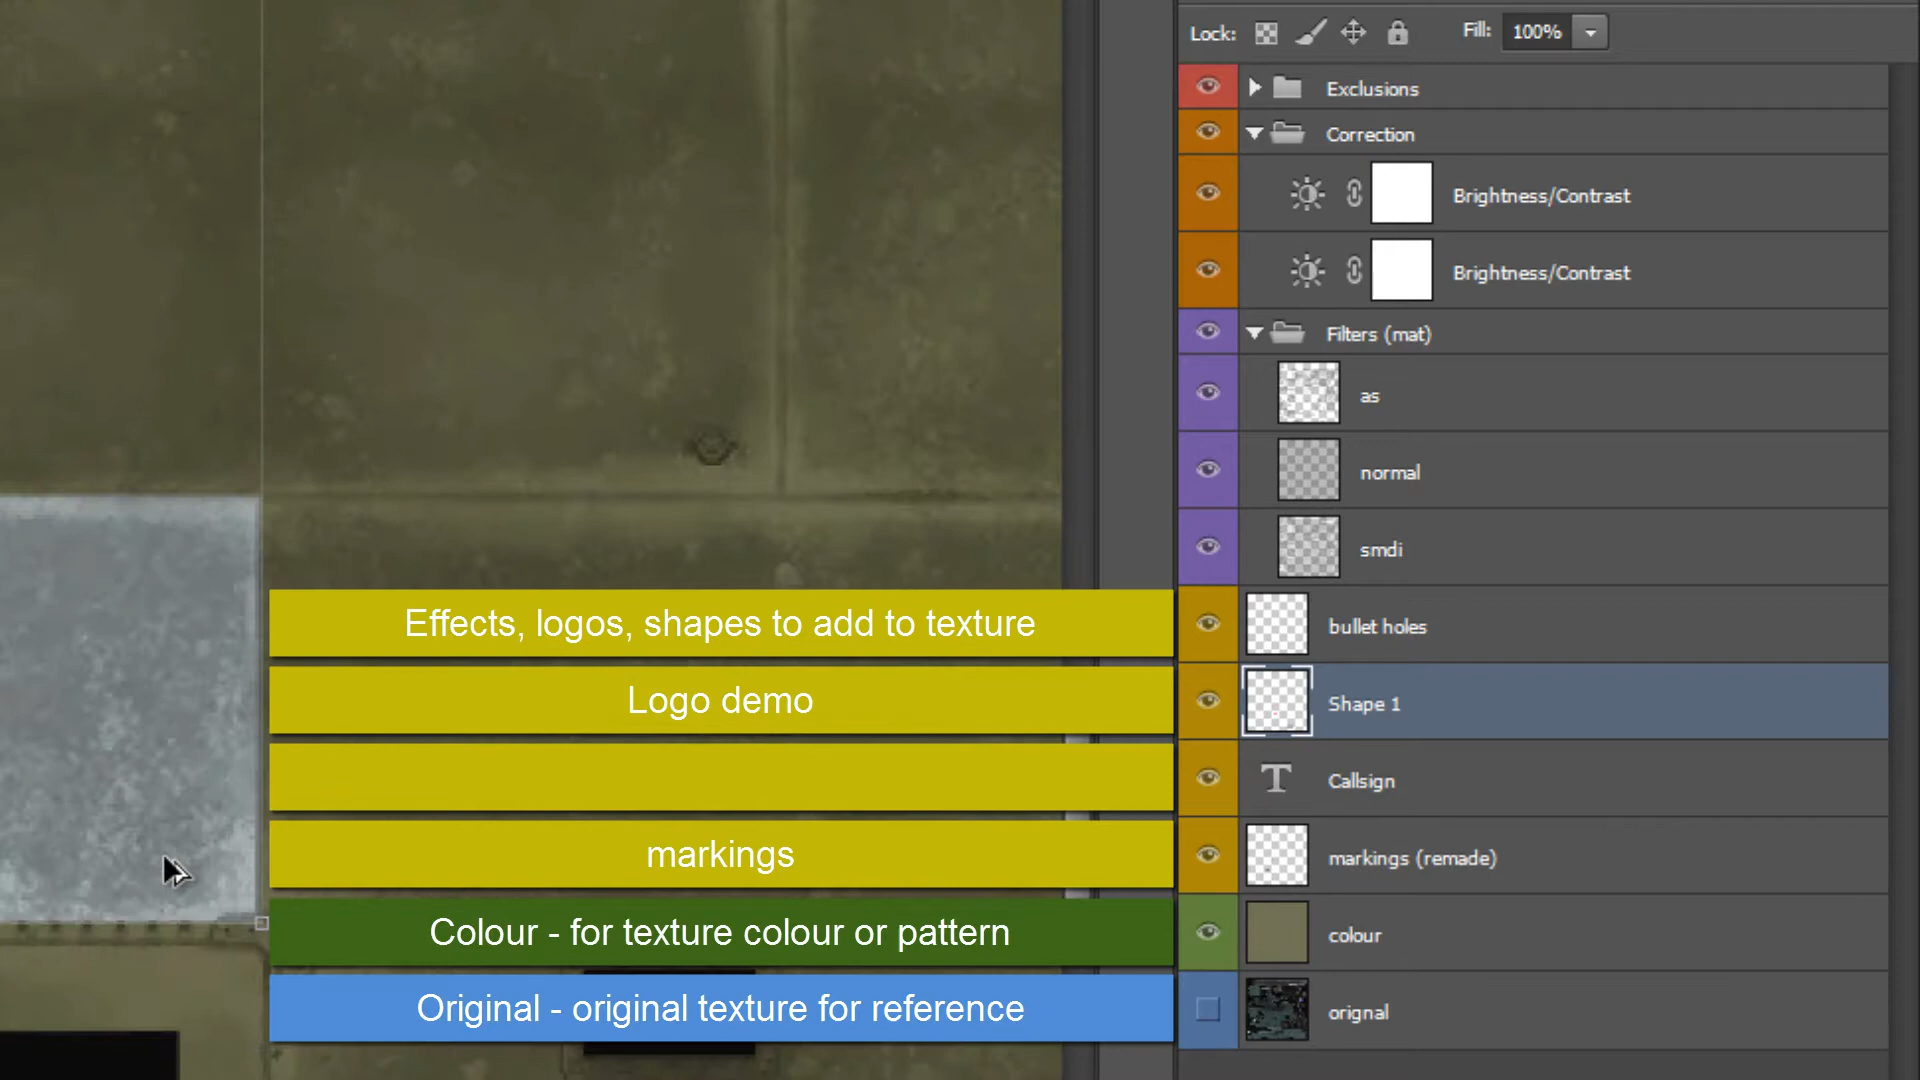 Lock:
Fill:
100%
Exclusions
Correction
Brightness/Contrast
Brightness/Contrast
Filters (mat)
as
normal
smdi
Effects, logos, shapes to add to texture
bullet holes
Logo demo
Shape 1
T
Callsign
markings
markings (remade)
Colour - for texture colour or pattern
colour
Original - original texture for reference
orignal